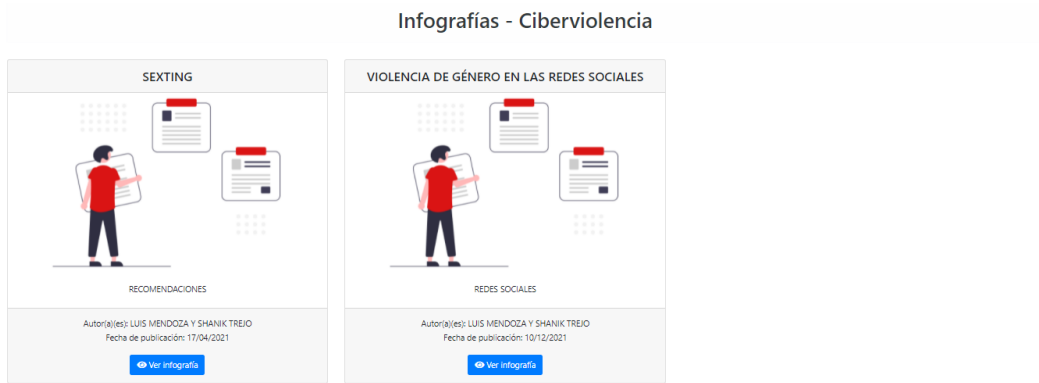 Infografías - Ciberviolencia
SEXTING
RECOMENDACIONES
Autor(a)(es): LUIS MENDOZA Y SHANIK TREJO
Fecha de publicación: 17/04/2021
Ver infografía
VIOLENCIA DE GÉNERO EN LAS REDES SOCIALES
REDES SOCIALES
Autor(a)(es): LUIS MENDOZA Y SHANIK TREJO
Fecha de publicación: 10/12/2021
Ver infografía